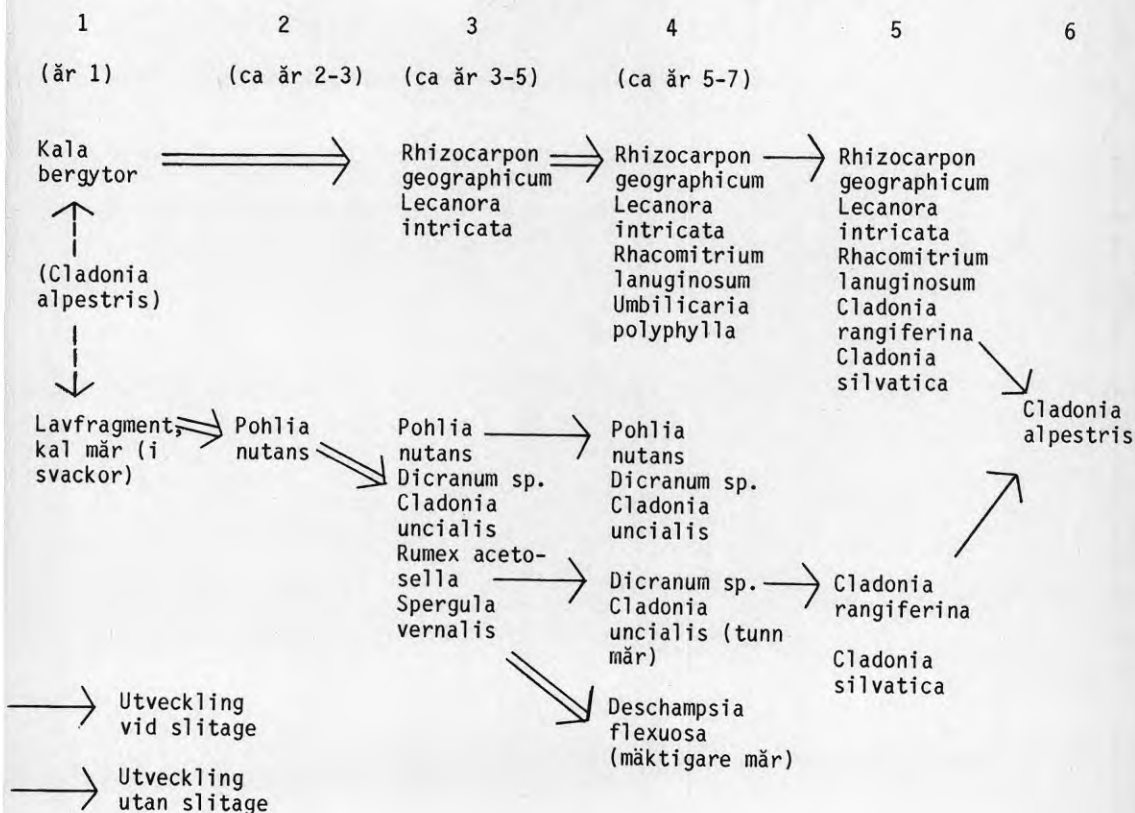 1
2
3
4
5
6
(år 1)
(ca år 2-3)
(ca år 3-5)
(ca år 5-7)
Kala
bergytor
(Cladonia
alpestris)
Lavfragment,
kal mår (i
svackor)
Pohlia
nutans
Rhizocarpon
geographicum
Lecanora
intricata
Pohlia
nutans
Dicranum sp.
Cladonia
uncialis
Rumex aceto-
sella
Spergula
vernalis
Rhizocarpon
geographicum
Lecanora
intricata
Rhacomitrium
lanuginosum
Umbilicaria
polyphylla
Pohlia
nutans
Dicranum sp.
Cladonia
uncialis
Dicranum sp.
Cladonia
uncialis (tunn
mår)
Deschampsia
flexuosa
(mäktigare mår)
Rhizocarpon
geographicum
Lecanora
intricata
Rhacomitrium
lanuginosum
Cladonia
rangiferina
Cladonia
silvatica
Cladonia
rangiferina
Cladonia
silvatica
Cladonia
alpestris
Utveckling
vid slitage
Utveckling
utan slitage